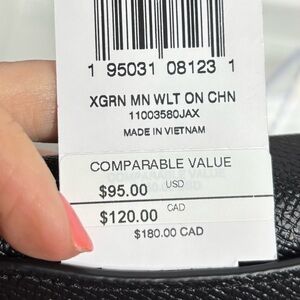 1 95031 08123 1
XGRN MN WLT ON CHN
11003580JAX
MADE IN VIETNAM
COMPARABLE VALUE
$95.00 USD
$120.00 CAD
$180.00 CAD